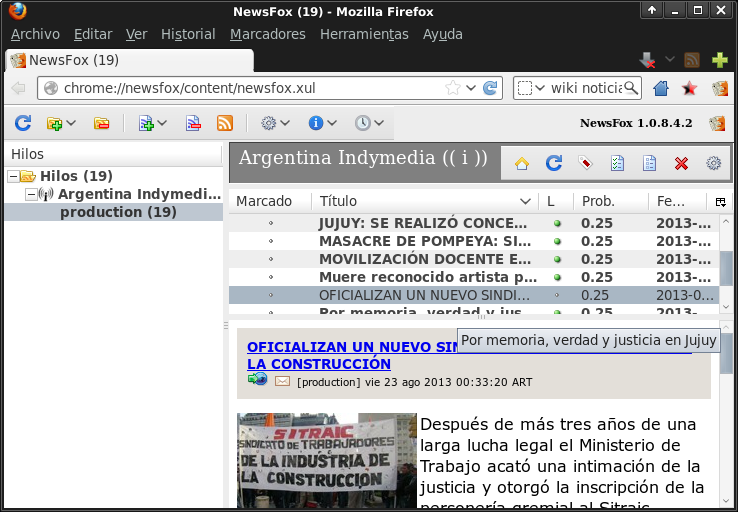 NewsFox (19) - Mozilla Firefox
Archivo Editar Ver Historial Marcadores Herramientas Ayuda
NewsFox (19)
chrome://newsfox/content/newsfox.xul
wiki noticia
NewsFox 1.0.8.4.2
Hilos
Hilos (19)
Argentina Indymedi...
production (19)
Argentina Indymedia (( i ))
Marcado Título L Prob. Fe...
JUJUY: SE REALIZÓ CONCE... 0.25 2013-...
MASACRE DE POMPEYA: SI... 0.25 2013-...
MOVILIZACIÓN DOCENTE E... 0.25 2013-...
Muere reconocido artista p... 0.25 2013-...
OFICIALIZAN UN NUEVO SINDI... 0.25 2013-0...
Por memoria, verdad y jus... 0.25 2013-...
Por memoria, verdad y justicia en Jujuy
OFICIALIZAN UN NUEVO SIN
LA CONSTRUCCIÓN
[production] vie 23 ago 2013 00:33:20 ART
SITRAIC
SINDICATO DE TRABAJADORES
DE LA INDUSTRIA DE
LA CONSTRUCCION
Después de más tres años de una
larga lucha legal el Ministerio de
Trabajo acató una intimación de la
justicia y otorgó la inscripción de la
personería gremial al Sitraic